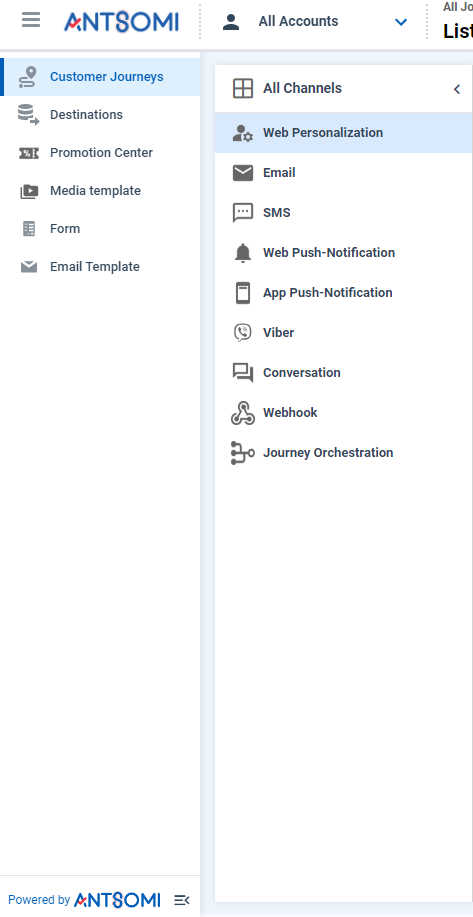 ANTSOMI
All Accounts
All Jo
List
Customer Journeys
Destinations
Promotion Center
Media template
Form
Email Template
All Channels
Web Personalization
Email
SMS
Web Push-Notification
App Push-Notification
Viber
Conversation
Webhook
Journey Orchestration
Powered by ANTSOMI